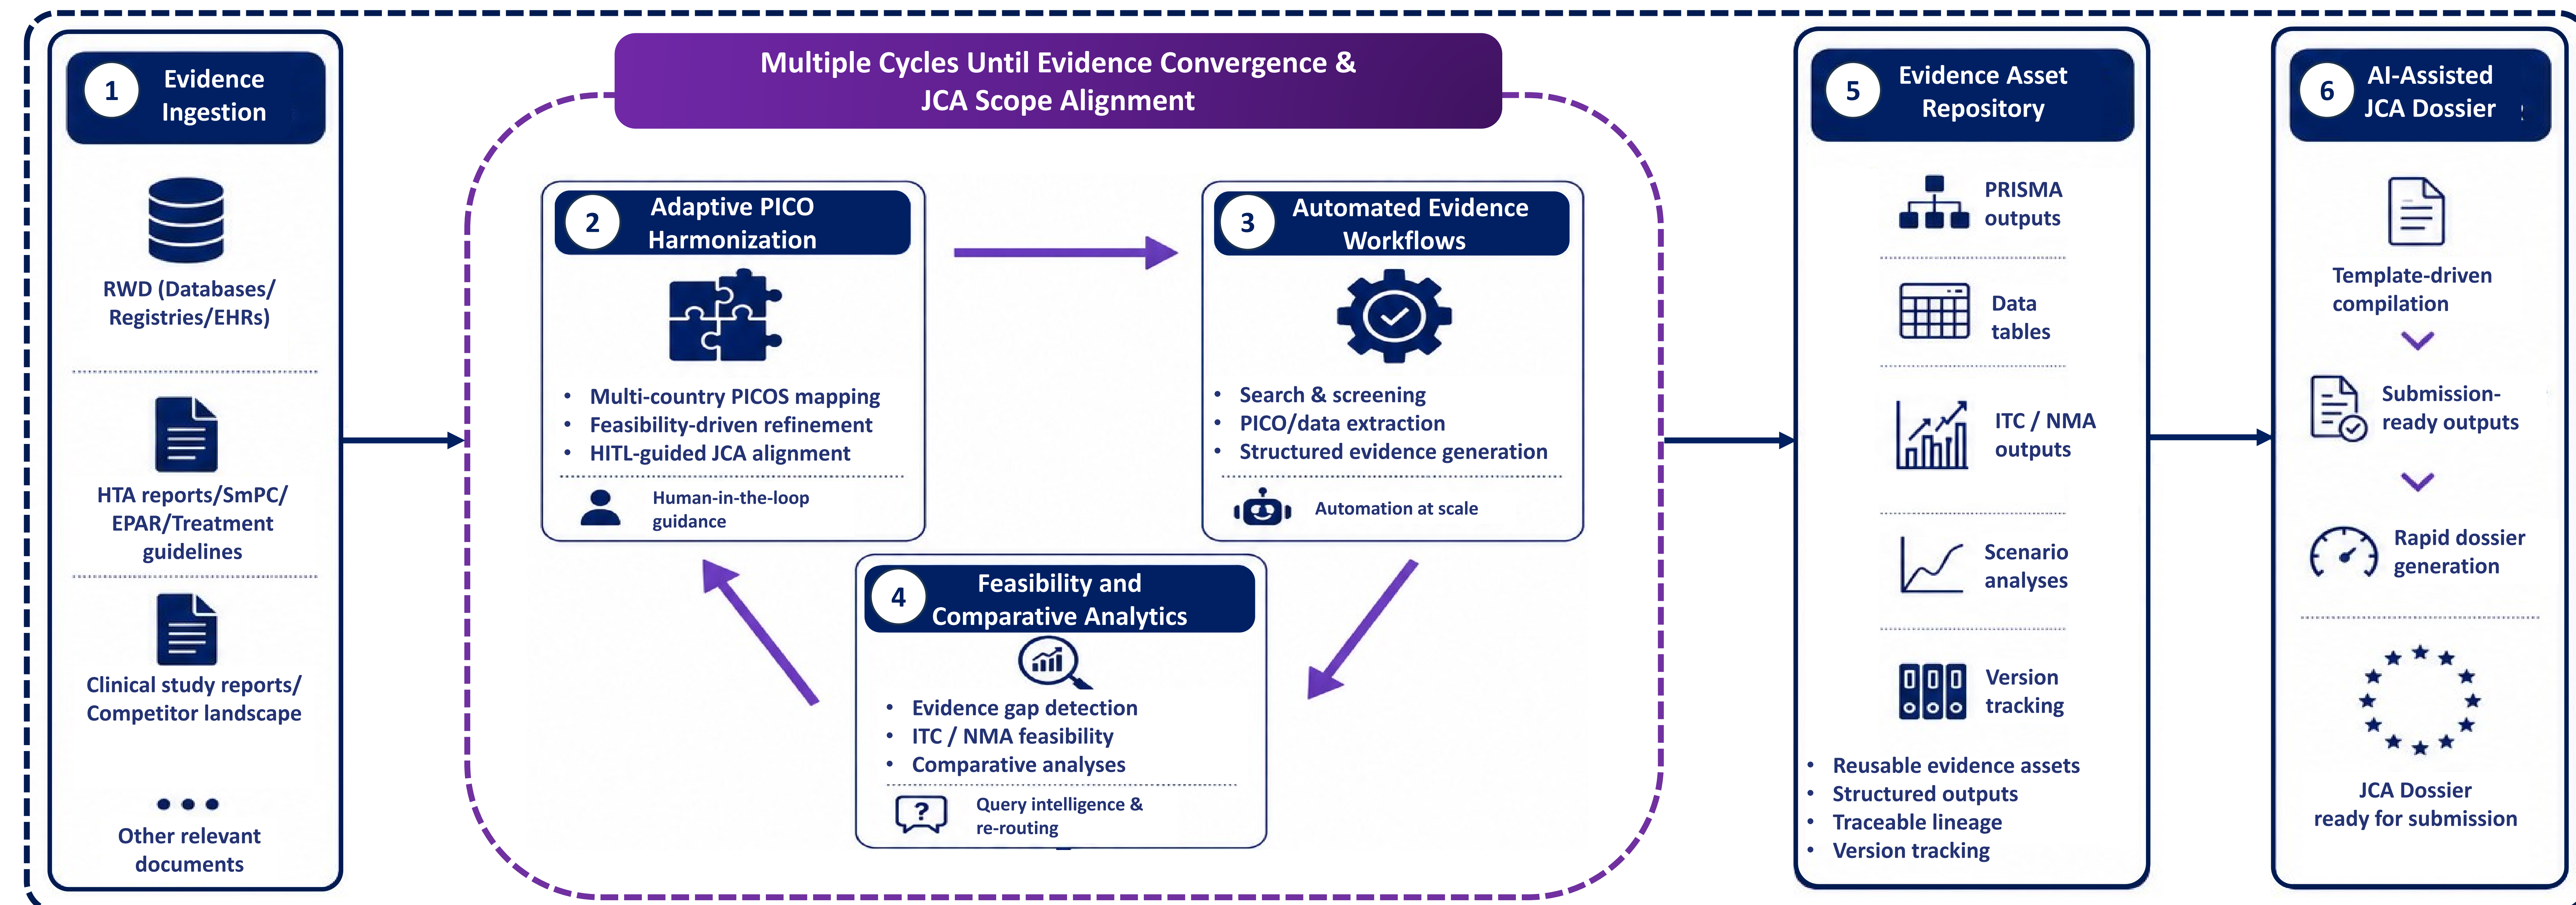 1
Evidence
Ingestion
RWD (Databases/
Registries/EHRs)
HTA reports/SmPC/
EPAR/Treatment
guidelines
Clinical study reports/
Competitor landscape
Other relevant
documents
Multiple Cycles Until Evidence Convergence &
JCA Scope Alignment
2
Adaptive PICO
Harmonization
• Multi-country PICOS mapping
• Feasibility-driven refinement
• HITL-guided JCA alignment
Human-in-the-loop
guidance
3
Automated Evidence
Workflows
• Search & screening
• PICO/data extraction
• Structured evidence generation
Automation at scale
4
Feasibility and
Comparative Analytics
• Evidence gap detection
• ITC / NMA feasibility
• Comparative analyses
?
Query intelligence &
re-routing
5
Evidence Asset
Repository
PRISMA
outputs
Data
tables
ITC / NMA
outputs
Scenario
analyses
Version
tracking
• Reusable evidence assets
• Structured outputs
• Traceable lineage
• Version tracking
6
AI-Assisted
JCA Dossier
Template-driven
compilation
Submission-
ready outputs
Rapid dossier
generation
JCA Dossier
ready for submission